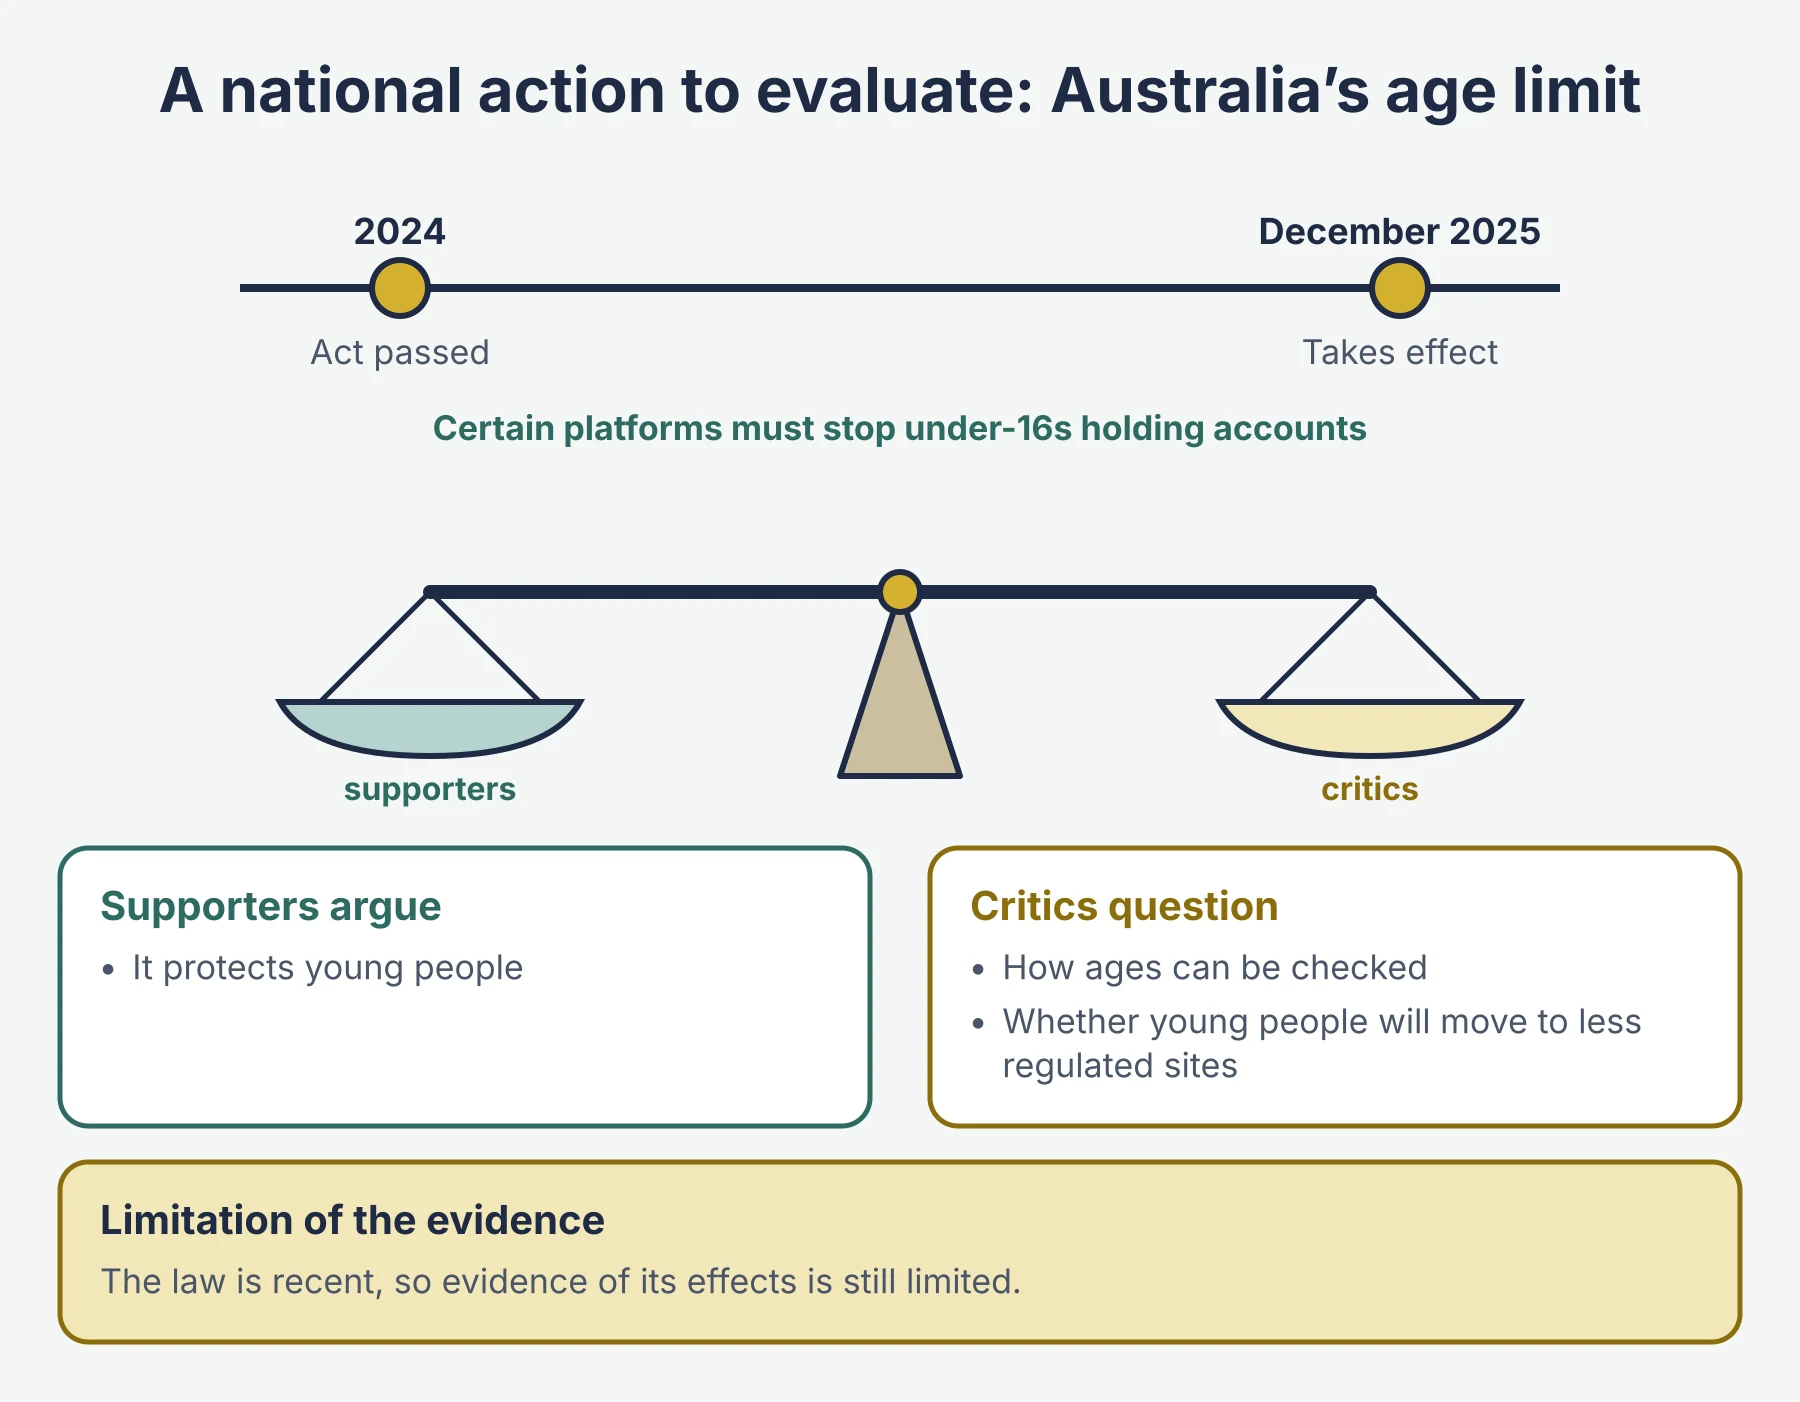 A national action to evaluate: Australia’s age limit
2024
December 2025
Act passed
Takes effect
Certain platforms must stop under-16s holding accounts
supporters
critics
Supporters argue
• It protects young people
Critics question
• How ages can be checked
• Whether young people will move to less
regulated sites
Limitation of the evidence
The law is recent, so evidence of its effects is still limited.